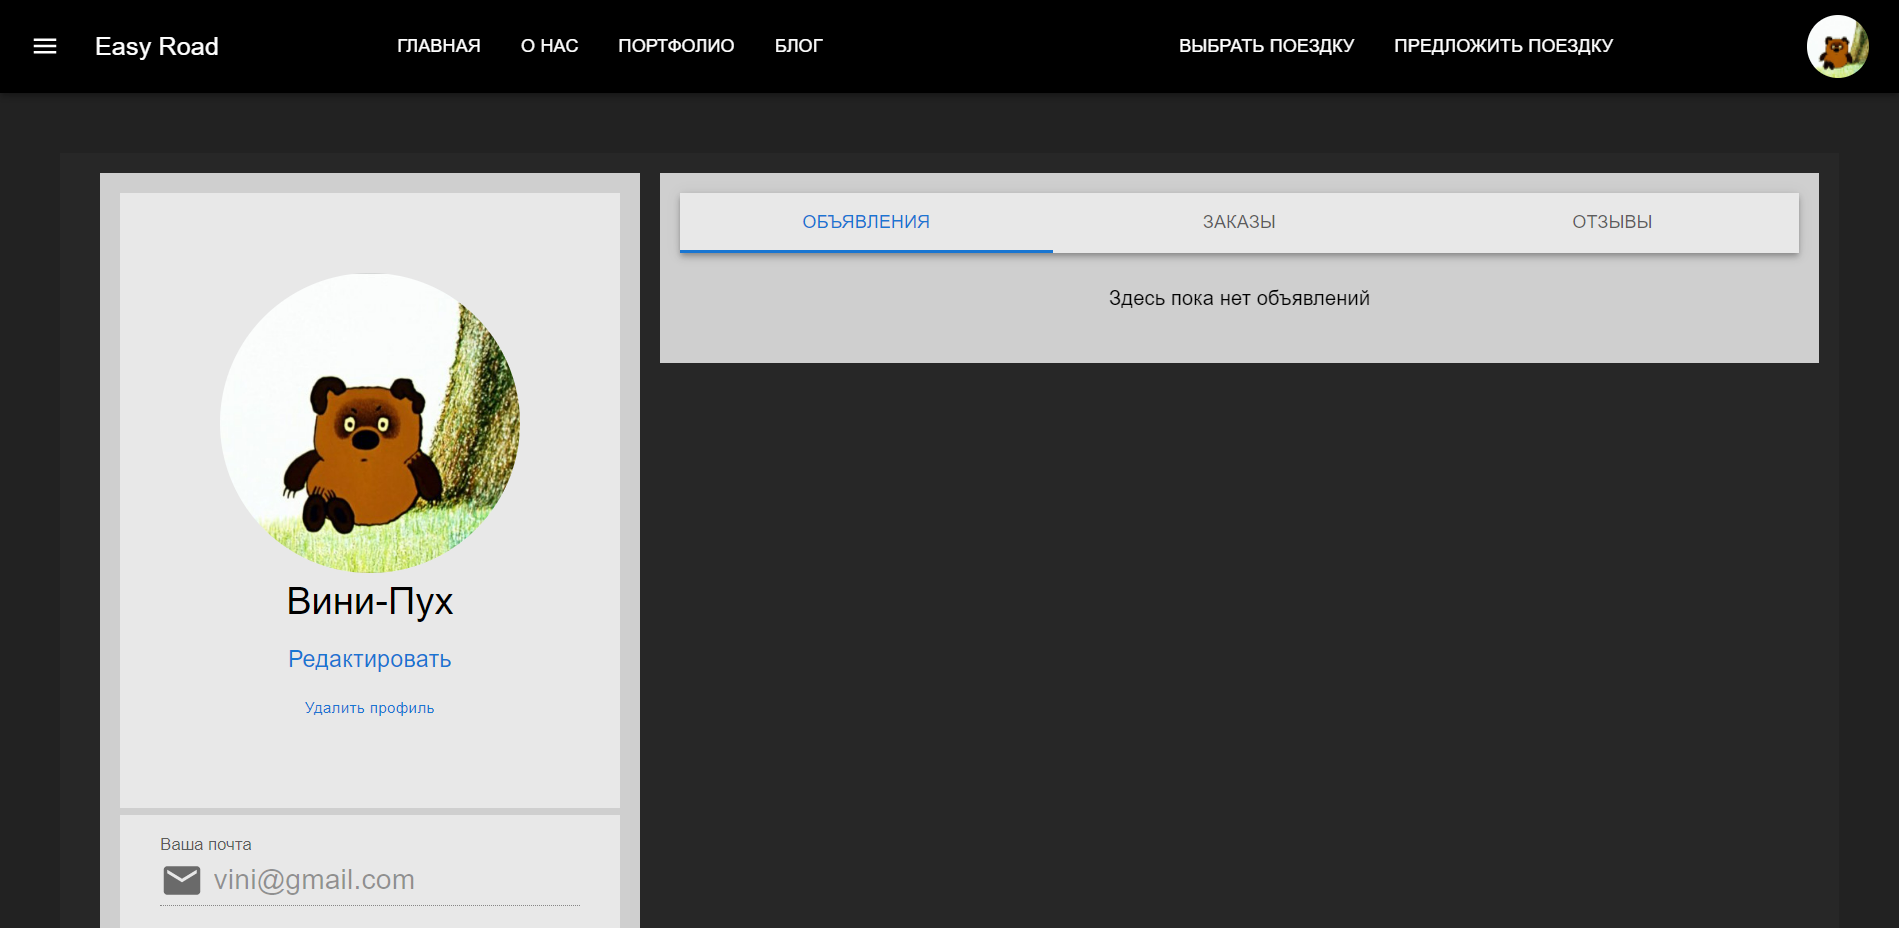 Easy Road
ГЛАВНАЯ
О НАС
ПОРТФОЛИО
БЛОГ
ВЫБРАТЬ ПОЕЗДКУ
ПРЕДЛОЖИТЬ ПОЕЗДКУ
Вини-Пух
Редактировать
Удалить профиль
Ваша почта
vini@gmail.com
ОБЪЯВЛЕНИЯ
ЗАКАЗЫ
ОТЗЫВЫ
Здесь пока нет объявлений